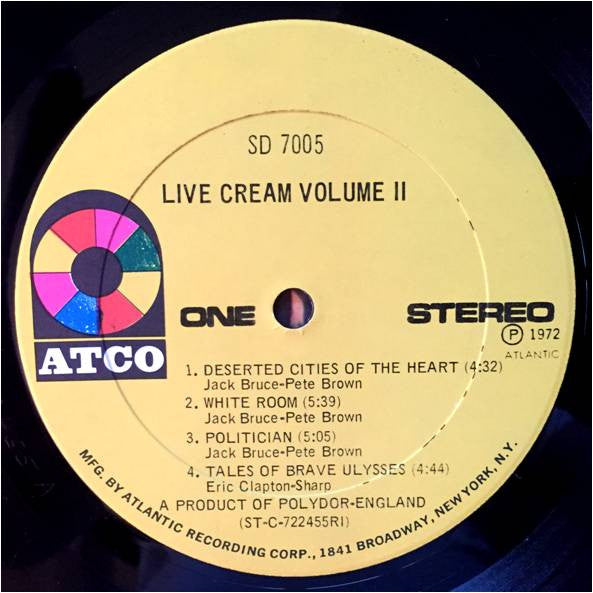 SD 7005
LIVE CREAM VOLUME II
ATCO
ONE
STEREO
Ⓟ 1972
ATLANTIC
1. DESERTED CITIES OF THE HEART (4:32)
Jack Bruce-Pete Brown
2. WHITE ROOM (5:39)
Jack Bruce-Pete Brown
3. POLITICIAN (5:05)
Jack Bruce-Pete Brown
4. TALES OF BRAVE ULYSSES (4:44)
Eric Clapton-Sharp
A PRODUCT OF POLYDOR-ENGLAND
(ST-C-722455RI)
MFG. BY ATLANTIC RECORDING CORP., 1841 BROADWAY, NEW YORK, N.Y.